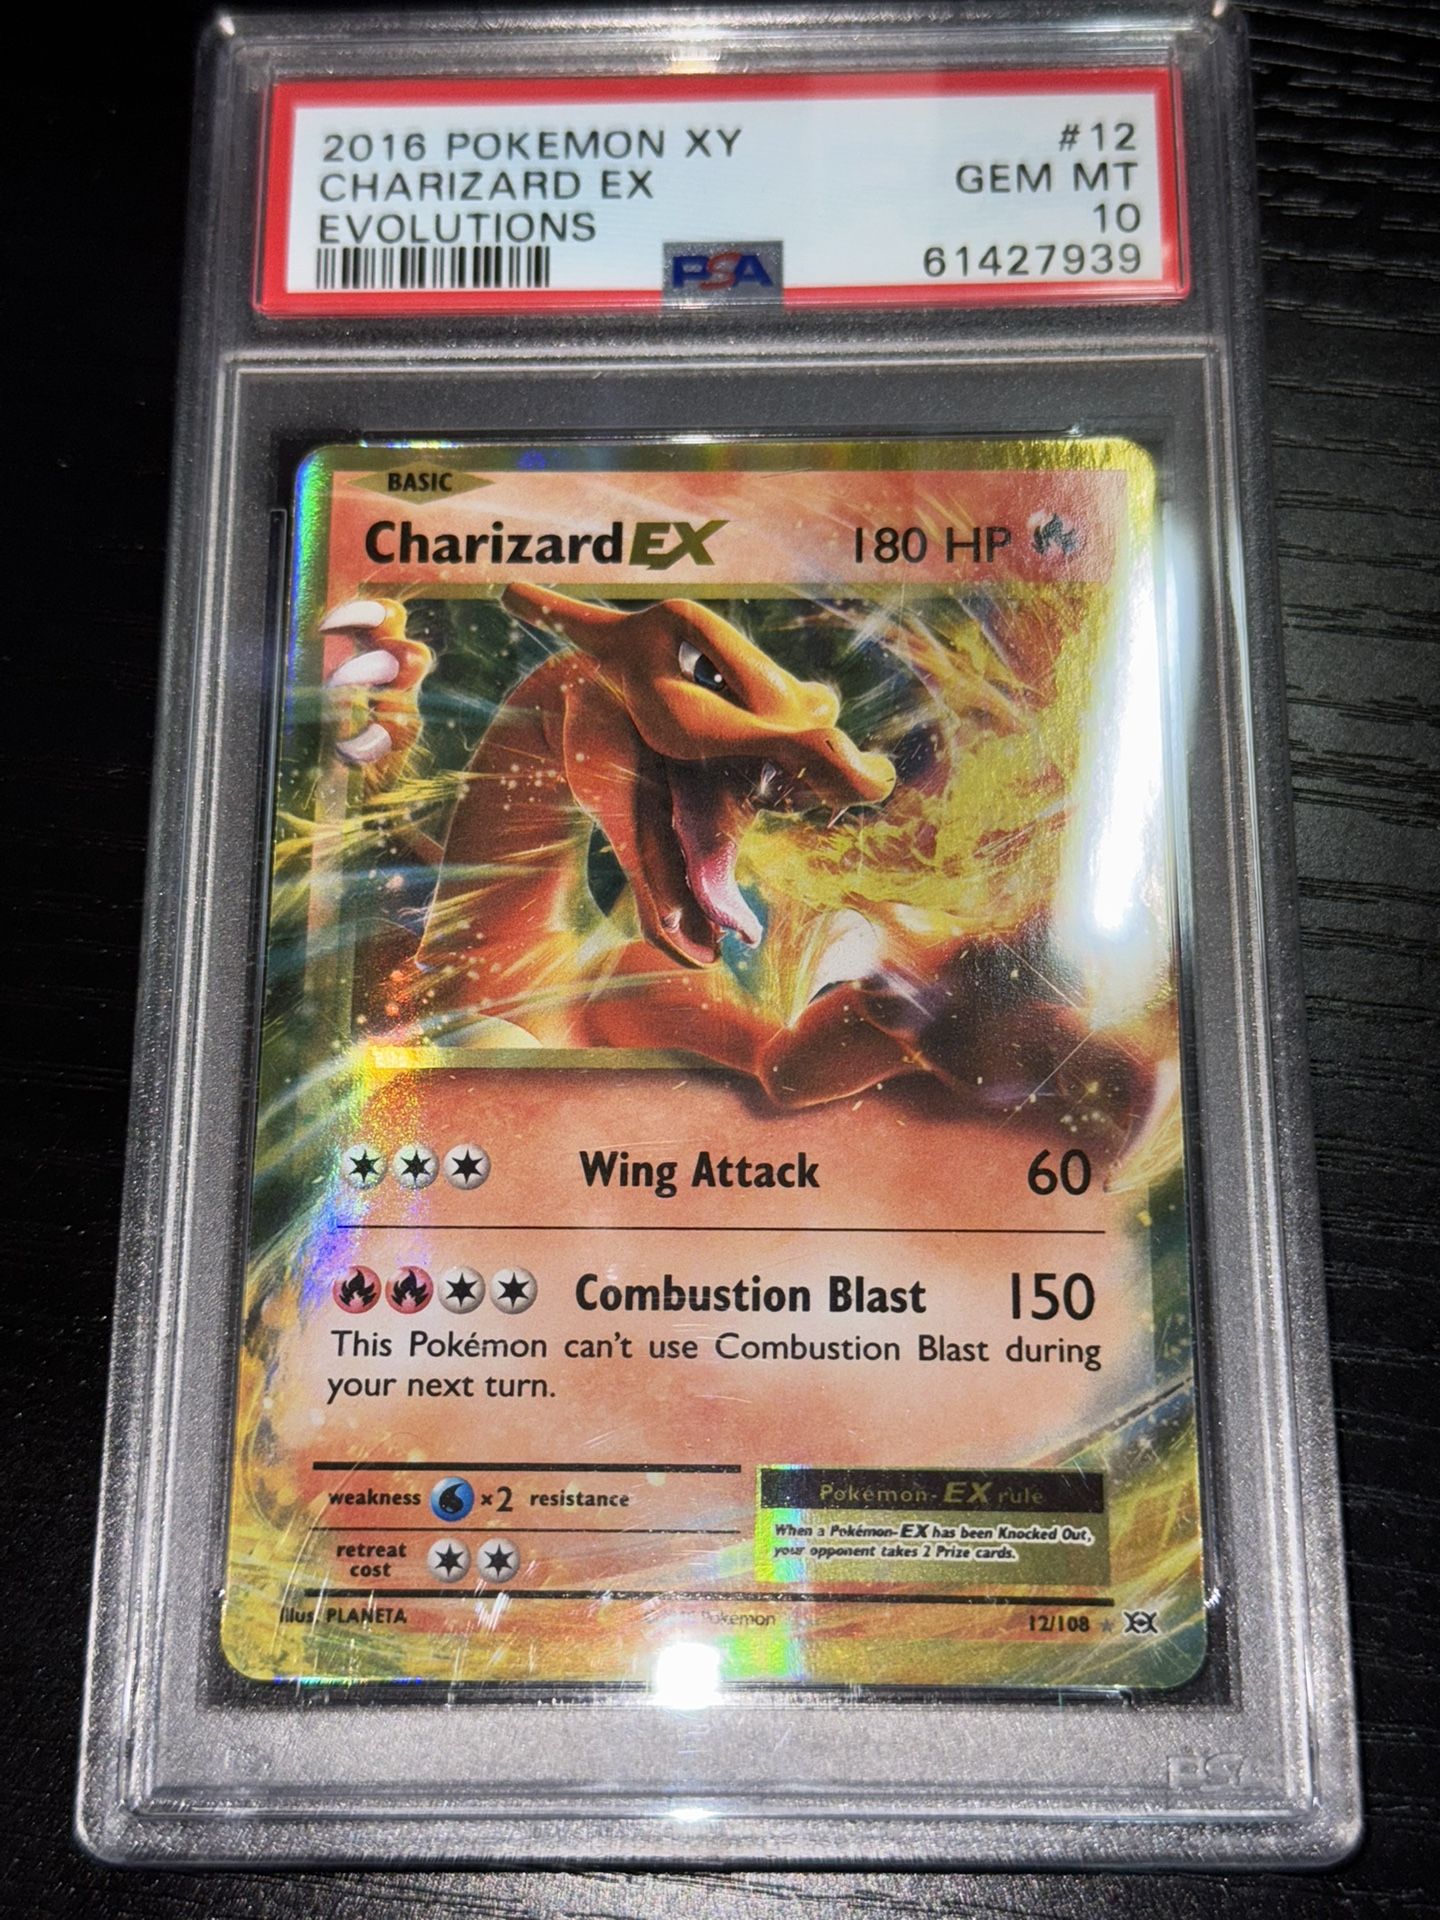 2016 POKEMON XY #12
CHARIZARD EX GEM MT
EVOLUTIONS 10
PSA 61427939
BASIC
Charizard EX 180 HP
Wing Attack 60
Combustion Blast 150
This Pokémon can't use Combustion Blast during
your next turn.
weakness ×2 resistance
retreat
cost
Pokémon-EX rule
When a Pokémon-EX has been Knocked Out,
your opponent takes 2 Prize cards.
Illus. PLANETA Pokémon 12/108
PSA